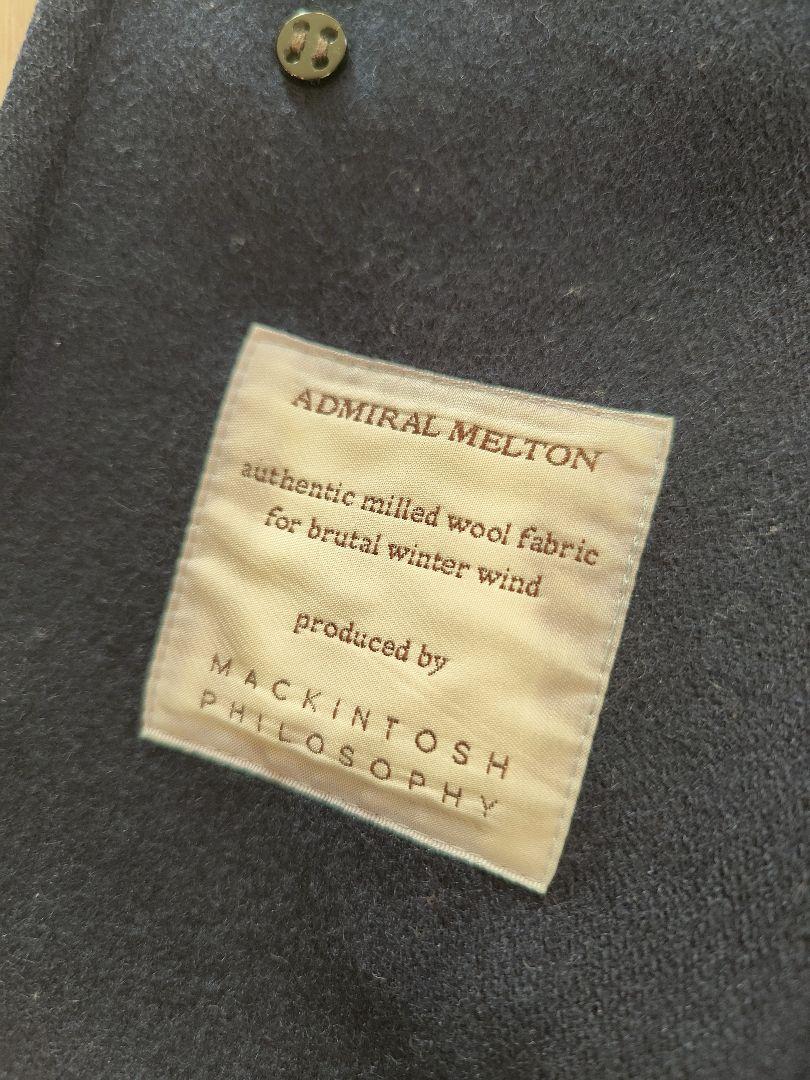 ADMIRAL MELTON
authentic milled wool fabric
for brutal winter wind
produced by
MACKINTOSH
PHILOSOPHY